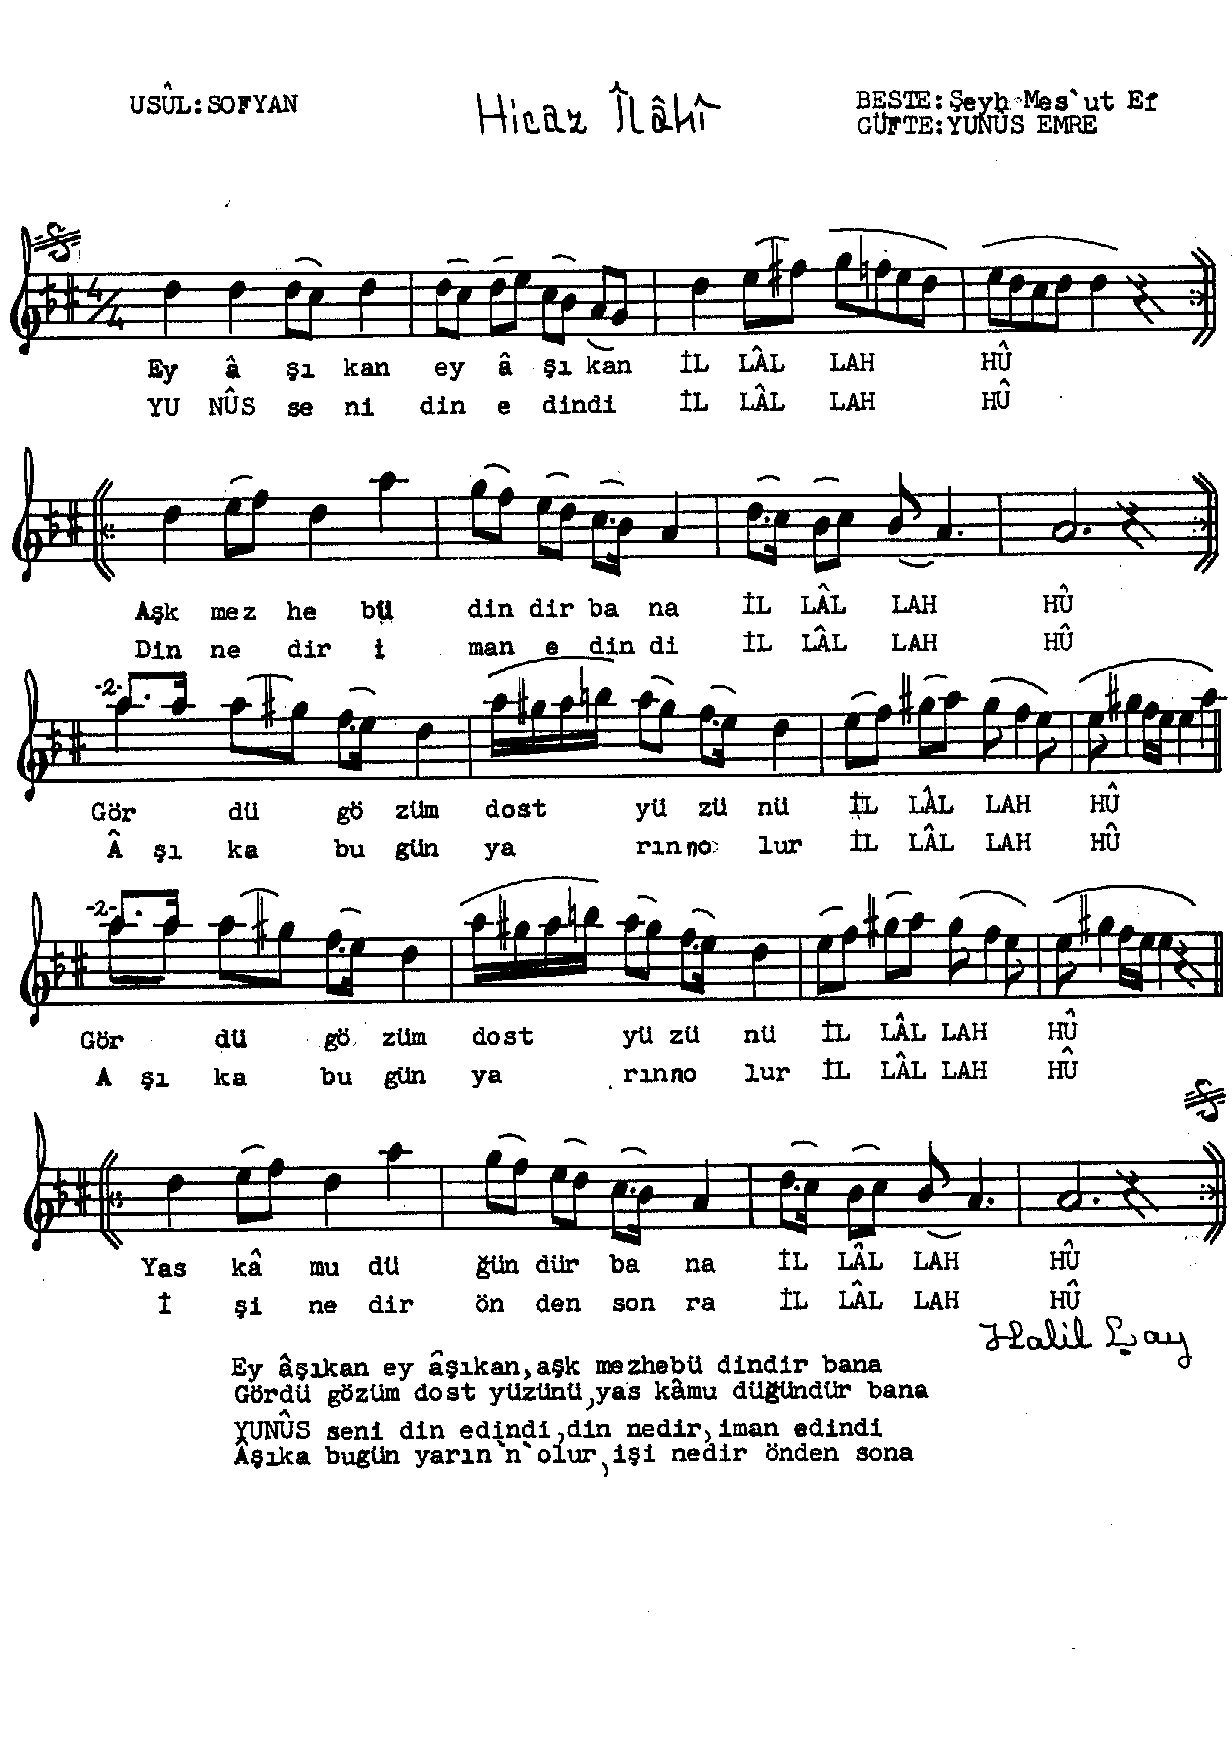 USÛL:SOFYAN
Hicaz Îlâhî
BESTE:Şeyh Mes`ut Ef
GÜFTE:YUNÛS EMRE
4/4
Ey â şı kan ey â şı kan İL LÂL LAH HÛ
YU NÛS se ni din e dindi İL LÂL LAH HÛ
Aşk mez he bü din dir ba na İL LÂL LAH HÛ
Din ne dir i man e din di İL LÂL LAH HÛ
-2-
Gör dü gö züm dost yü zü nü İL LÂL LAH HÛ
Â şı ka bu gün ya rınno lur İL LÂL LAH HÛ
-2-
Gör dü gö züm dost yü zü nü İL LÂL LAH HÛ
A şı ka bu gün ya rınno lur İL LÂL LAH HÛ
Yas kâ mu dü ğün dür ba na İL LÂL LAH HÛ
İ şi ne dir ön den son ra İL LÂL LAH HÛ
Halil Çay
Ey âşıkan ey âşıkan,aşk mezhebü dindir bana
Gördü gözüm dost yüzünü,yas kâmu düğündür bana
YUNÛS seni din edindi,din nedir,iman edindi
Âşıka bugün yarın`n`olur,işi nedir önden sona